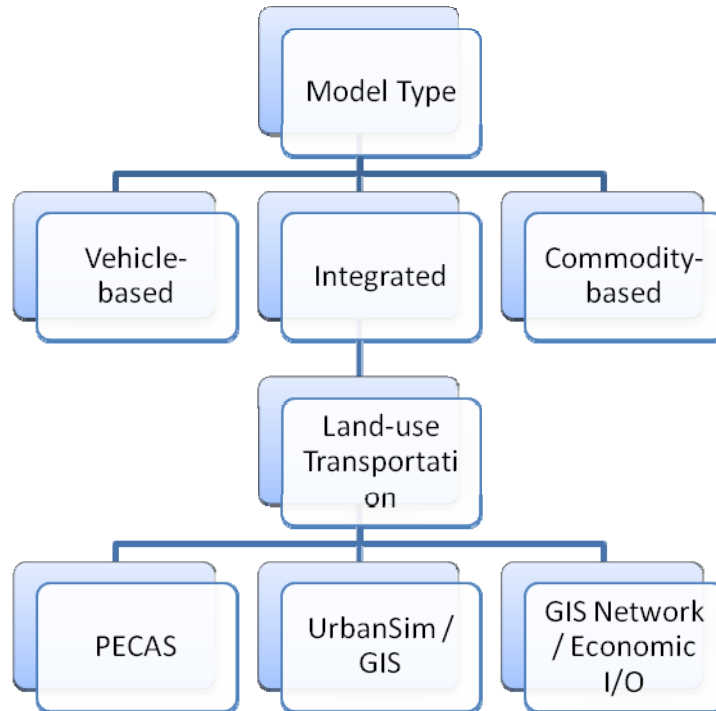 Model Type
Vehicle-
based
Integrated
Commodity-
based
Land-use
Transportati
on
PECAS
UrbanSim /
GIS
GIS Network
/ Economic
I/O